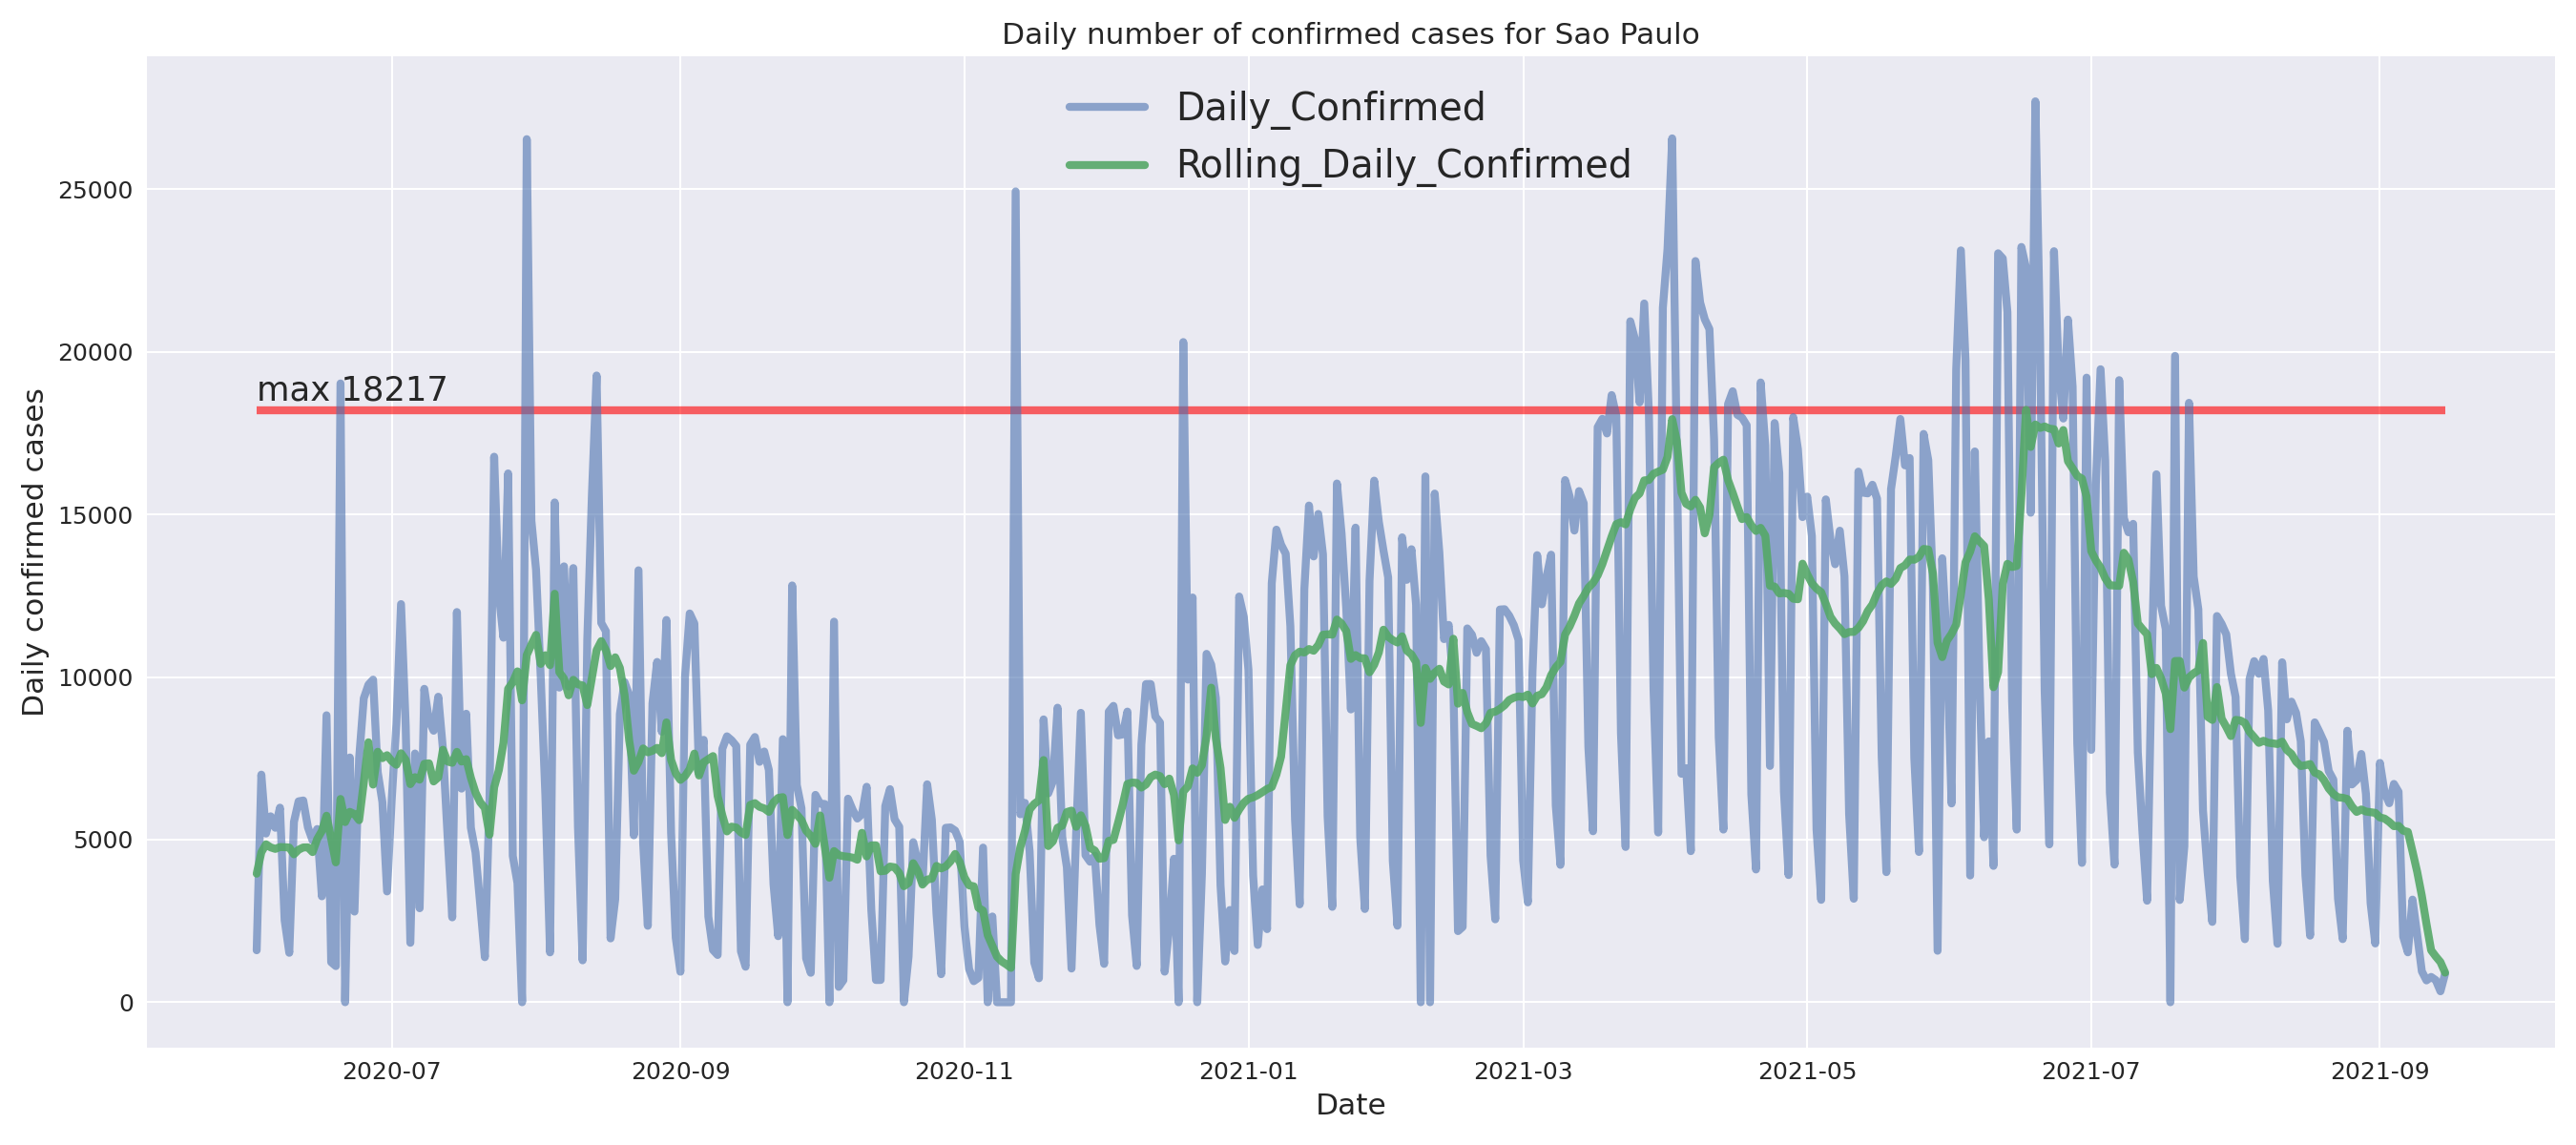 Daily number of confirmed cases for Sao Paulo
Daily_Confirmed
Rolling_Daily_Confirmed
max 18217
Daily confirmed cases
25000
20000
15000
10000
5000
0
2020-07 2020-09 2020-11 2021-01 2021-03 2021-05 2021-07 2021-09
Date